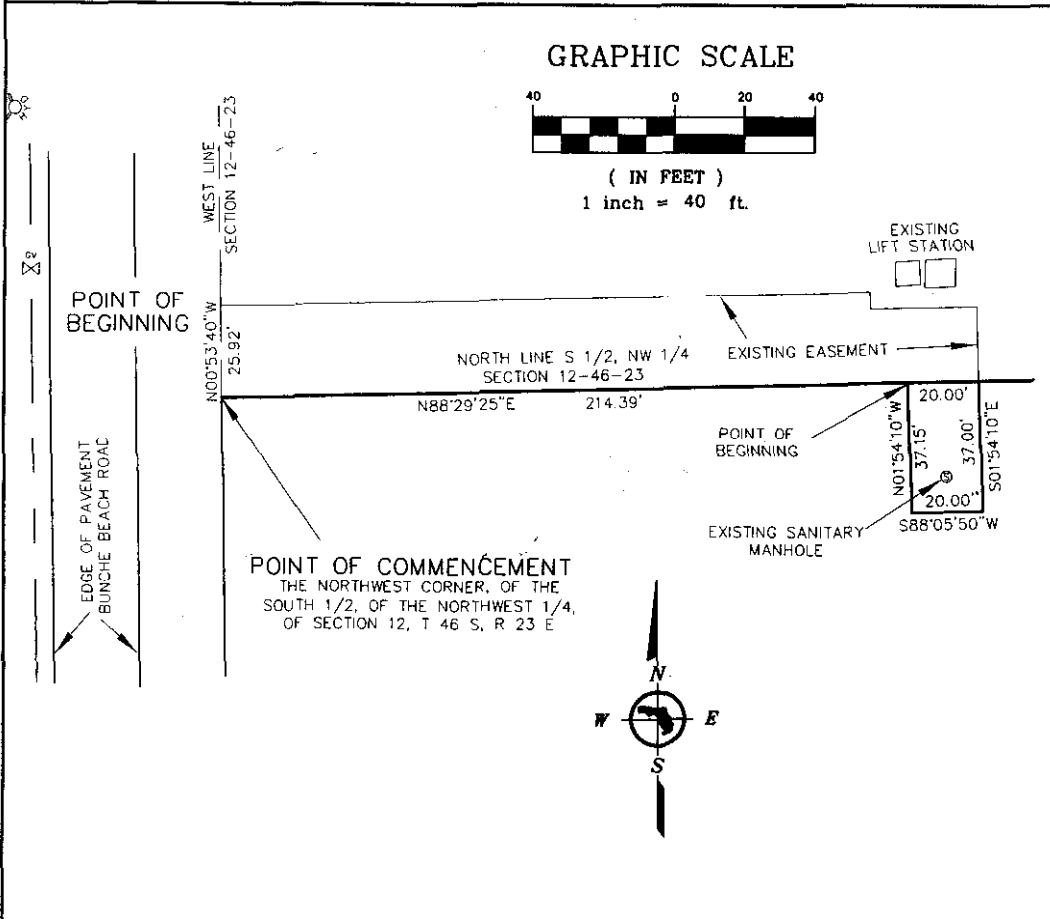 GRAPHIC SCALE
40 0 20 40
( IN FEET )
1 inch = 40 ft.
WEST LINE
SECTION 12-46-23
EXISTING
LIFT STATION
POINT OF
BEGINNING
N00°53'40"W
25.92'
NORTH LINE S 1/2, NW 1/4
SECTION 12-46-23
EXISTING EASEMENT
N88°29'25"E 214.39'
20.00'
POINT OF
BEGINNING
N01°54'10"W
37.15'
37.00'
S01°54'10"E
20.00'
S88°05'50"W
EXISTING SANITARY
MANHOLE
S
EDGE OF PAVEMENT
BUNCHE BEACH ROAD
POINT OF COMMENCEMENT
THE NORTHWEST CORNER, OF THE
SOUTH 1/2, OF THE NORTHWEST 1/4,
OF SECTION 12, T 46 S, R 23 E
N
W E
S